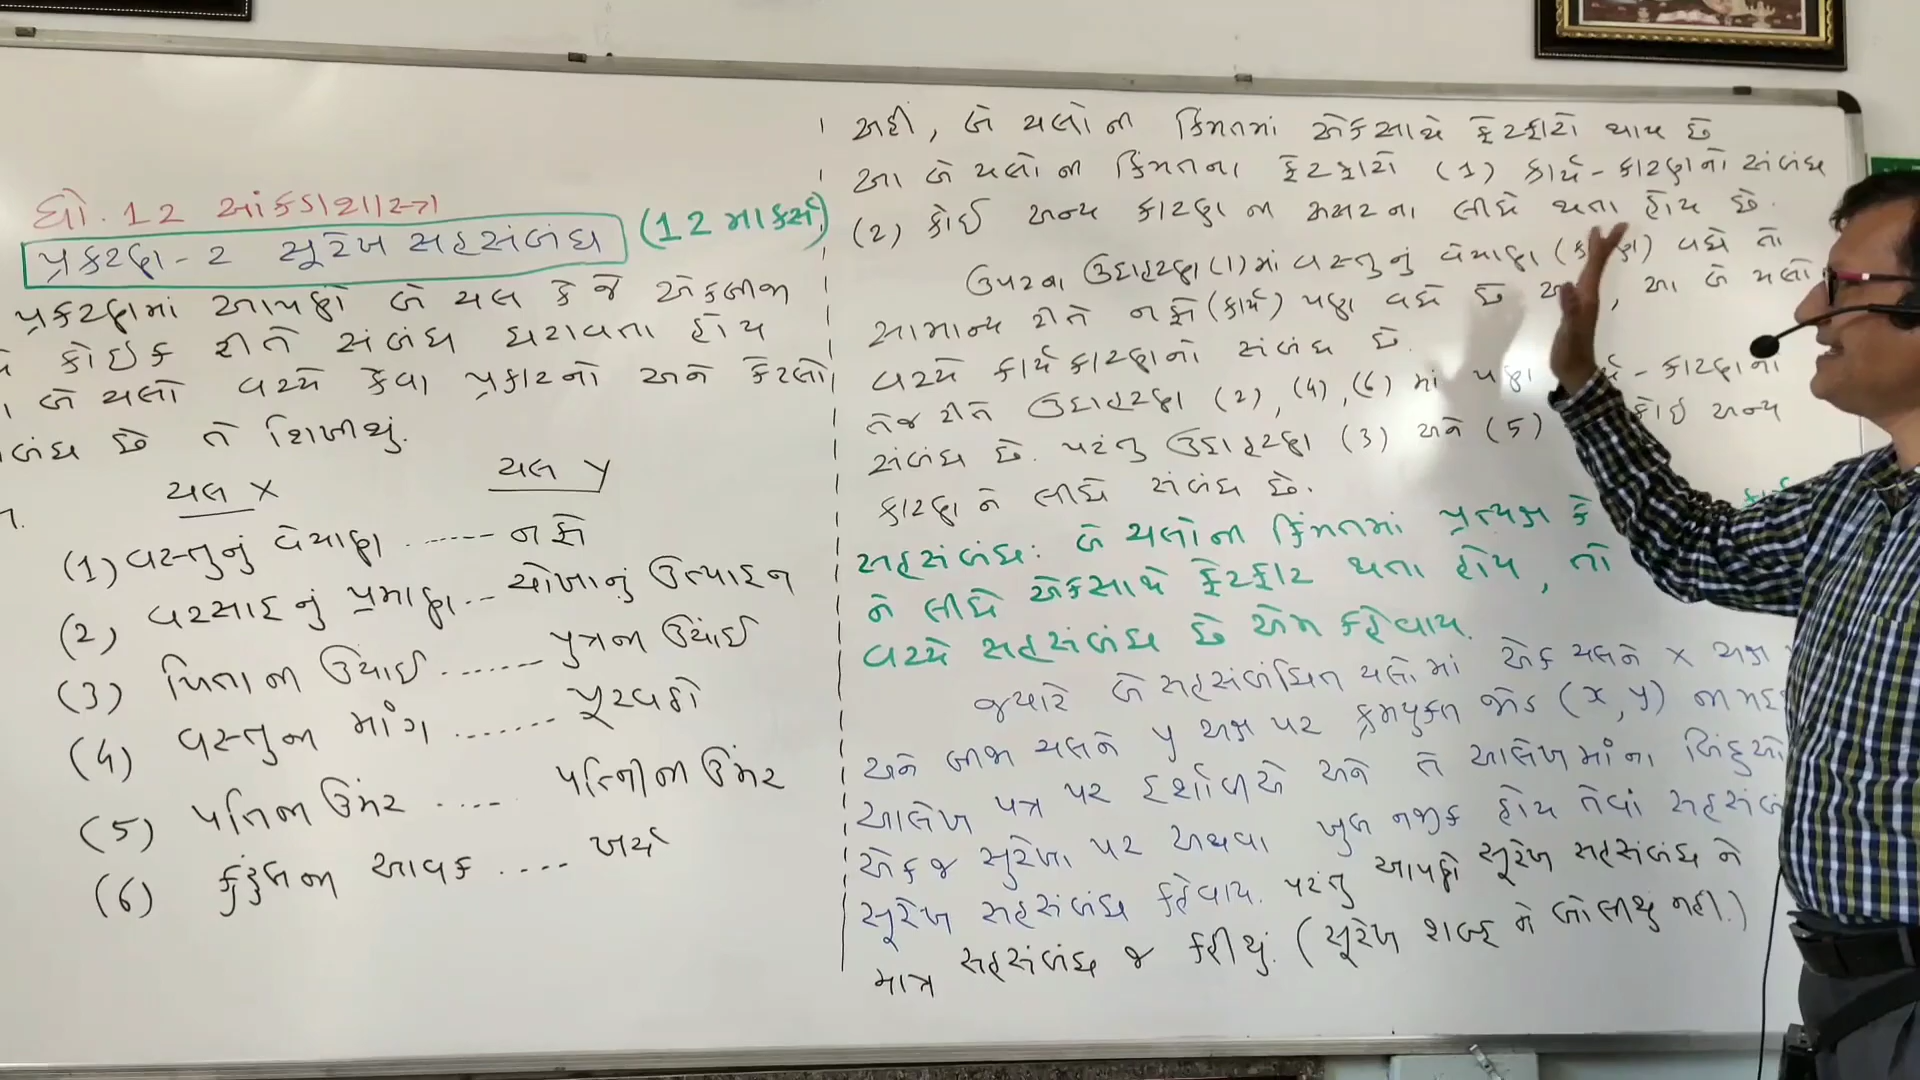 ધો. 12 આંકડાશાસ્ત્ર
પ્રકરણ - 2 સુરેખ સહસંબંધ (12 માર્કસ)
પ્રકરણમાં આપણે બે ચલ કે જે એકબીજા
કોઈક રીતે સંબંધ ધરાવતા હોય
બે ચલો વચ્ચે કેવા પ્રકારનો અને કેટલો
સંબંધ છે તે શિખીશું.
ચલ X ચલ Y
(1) વસ્તુનું વેચાણ ...... નફો
(2) વરસાદનું પ્રમાણ ... ચોખાનું ઉત્પાદન
(3) પિતાની ઉંચાઈ ....... પુત્રની ઉંચાઈ
(4) વસ્તુની માંગ ....... પૂરવઠો
(5) પતિની ઉંમર ..... પત્નિની ઉંમર
(6) કુટુંબની આવક .... ખર્ચ
અહીં, બે ચલોની કિંમતમાં એકસાથે ફેરફારો થાય છે
આ બે ચલોની કિંમતના ફેરફારો (1) કાર્ય - કારણનો સંબંધ
(2) કોઈ અન્ય કારણની અસરના લીધે થતા હોય છે.
ઉપરના ઉદાહરણ (1)માં વસ્તુનું વેચાણ વધે તો
સામાન્ય રીતે નફો (કાર્ય) પણ વધે છે, આ બે ચલો
વચ્ચે કાર્ય કારણનો સંબંધ છે.
તેજ રીતે ઉદાહરણ (2), (4), (6) માં પણ - કારણનો
સંબંધ છે. પરંતુ ઉદાહરણ (3) અને (5) કોઈ અન્ય
કારણને લીધે સંબંધ છે.
સહસંબંધ: બે ચલોની કિંમતમાં પ્રત્યક્ષ કે
ને લીધે એકસાથે ફેરફાર થતા હોય, તો
વચ્ચે સહસંબંધ છે એમ કહેવાય.
જ્યારે બે સહસંબંધિત ચલોમાં એક ચલને X અક્ષ
અને બીજા ચલને y અક્ષ પર ક્રમયુક્ત જોડ (x, y) ની
આલેખ પત્ર પર દર્શાવીએ અને તે આલેખમાંના બિંદુઓ
એક જ સુરેખા પર અથવા ખુબ નજીક હોય તેવાં
સુરેખ સહસંબંધ કહેવાય. પરંતુ આપણે સુરેખ સહસંબંધ ને
માત્ર સહસંબંધ જ કહીશું. (સુરેખ શબ્દ ને બોલીશું નહી.)